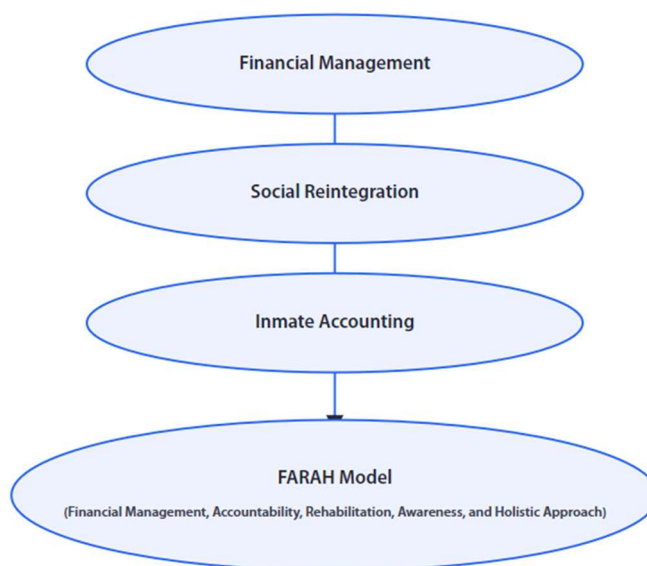 Financial Management
Social Reintegration
Inmate Accounting
FARAH Model
(Financial Management, Accountability, Rehabilitation, Awareness, and Holistic Approach)